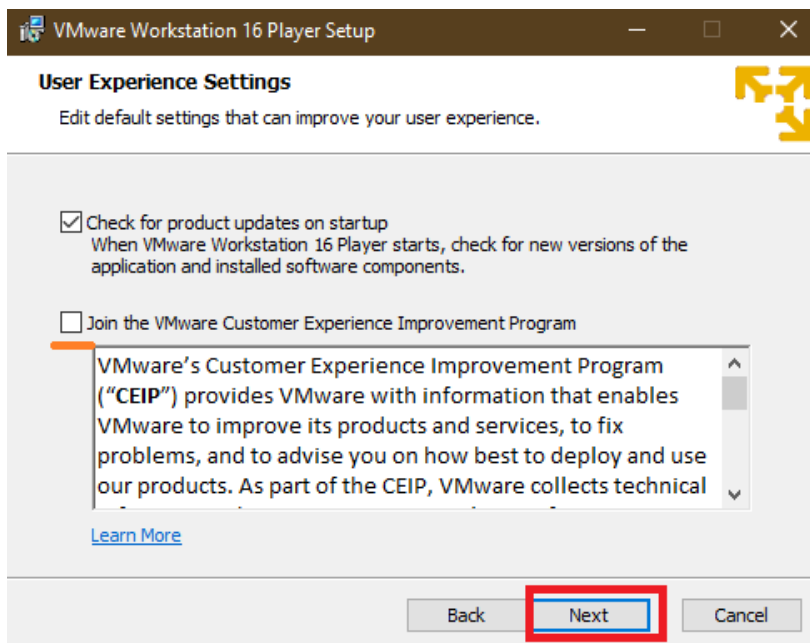 VMware Workstation 16 Player Setup
User Experience Settings
Edit default settings that can improve your user experience.
Check for product updates on startup
When VMware Workstation 16 Player starts, check for new versions of the
application and installed software components.
Join the VMware Customer Experience Improvement Program
VMware's Customer Experience Improvement Program
("CEIP") provides VMware with information that enables
VMware to improve its products and services, to fix
problems, and to advise you on how best to deploy and use
our products. As part of the CEIP, VMware collects technical
Learn More
Back Next Cancel